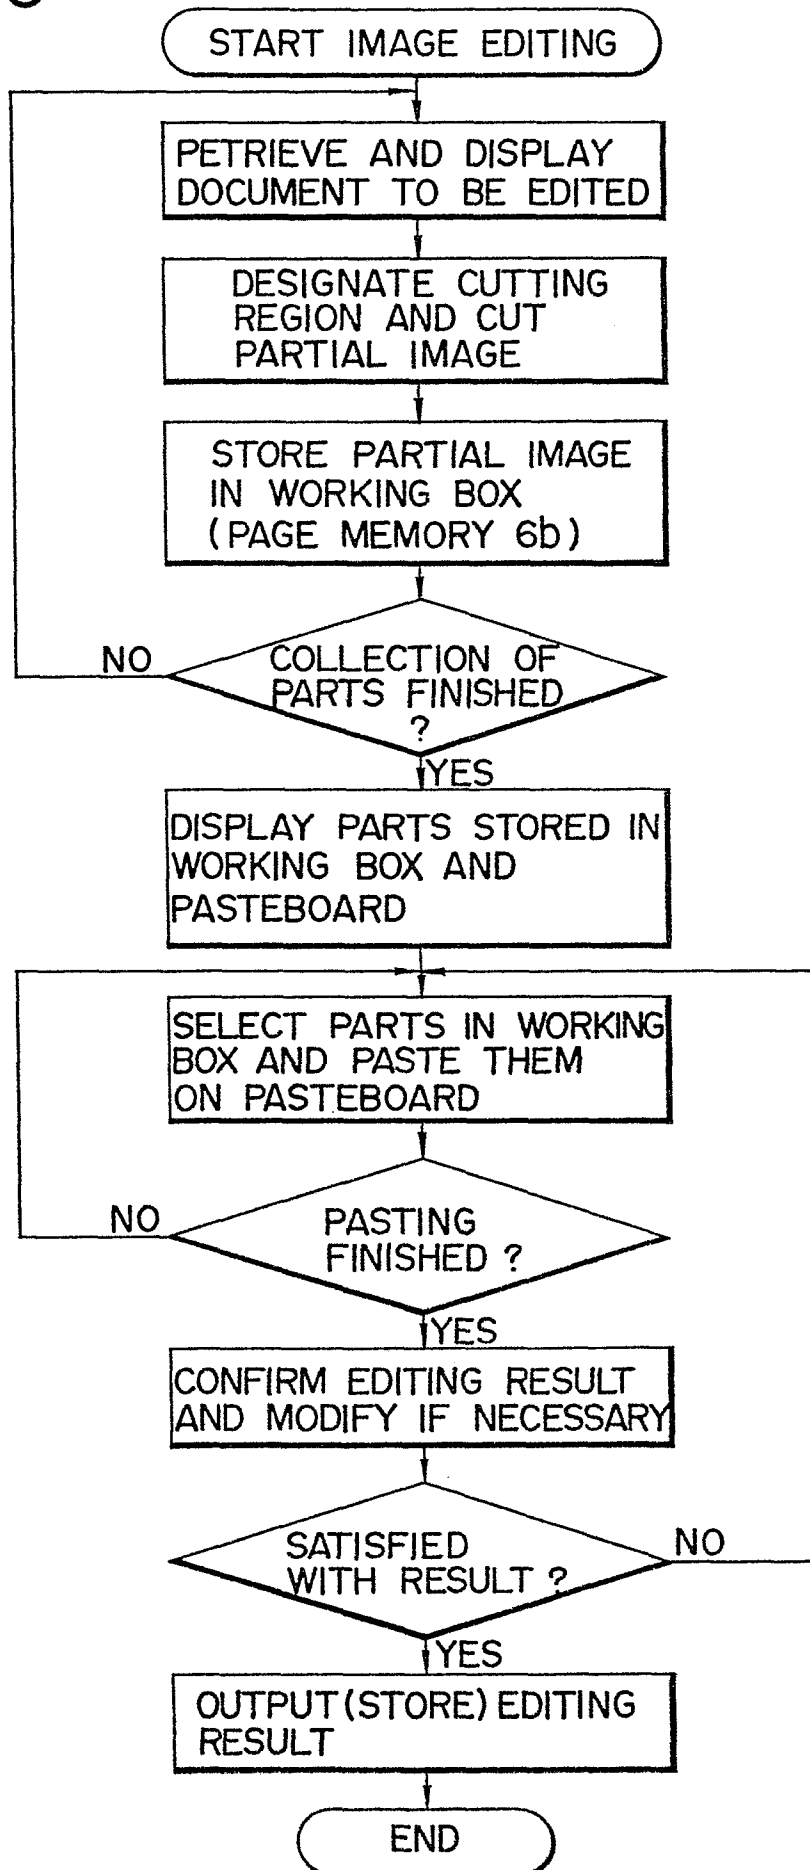 START IMAGE EDITING
PETRIEVE AND DISPLAY
DOCUMENT TO BE EDITED
DESIGNATE CUTTING
REGION AND CUT
PARTIAL IMAGE
STORE PARTIAL IMAGE
IN WORKING BOX
(PAGE MEMORY 6b)
NO
COLLECTION OF
PARTS FINISHED
?
YES
DISPLAY PARTS STORED IN
WORKING BOX AND
PASTEBOARD
SELECT PARTS IN WORKING
BOX AND PASTE THEM
ON PASTEBOARD
NO
PASTING
FINISHED ?
YES
CONFIRM EDITING RESULT
AND MODIFY IF NECESSARY
SATISFIED
WITH RESULT ?
NO
YES
OUTPUT (STORE) EDITING
RESULT
END